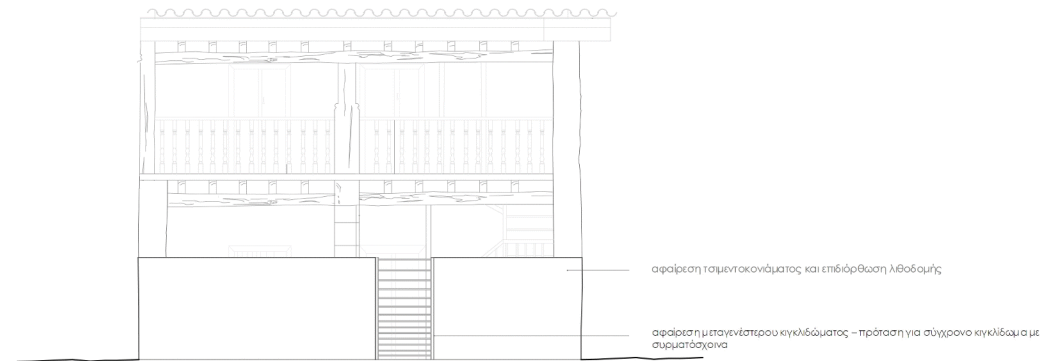 αφαίρεση τσιμεντοκονιάματος και επιδιόρθωση λιθοδομής
αφαίρεση μεταγενέστερου κιγκλιδώματος – πρόταση για σύγχρονο κιγκλίδωμα με
συρματόσχοινα